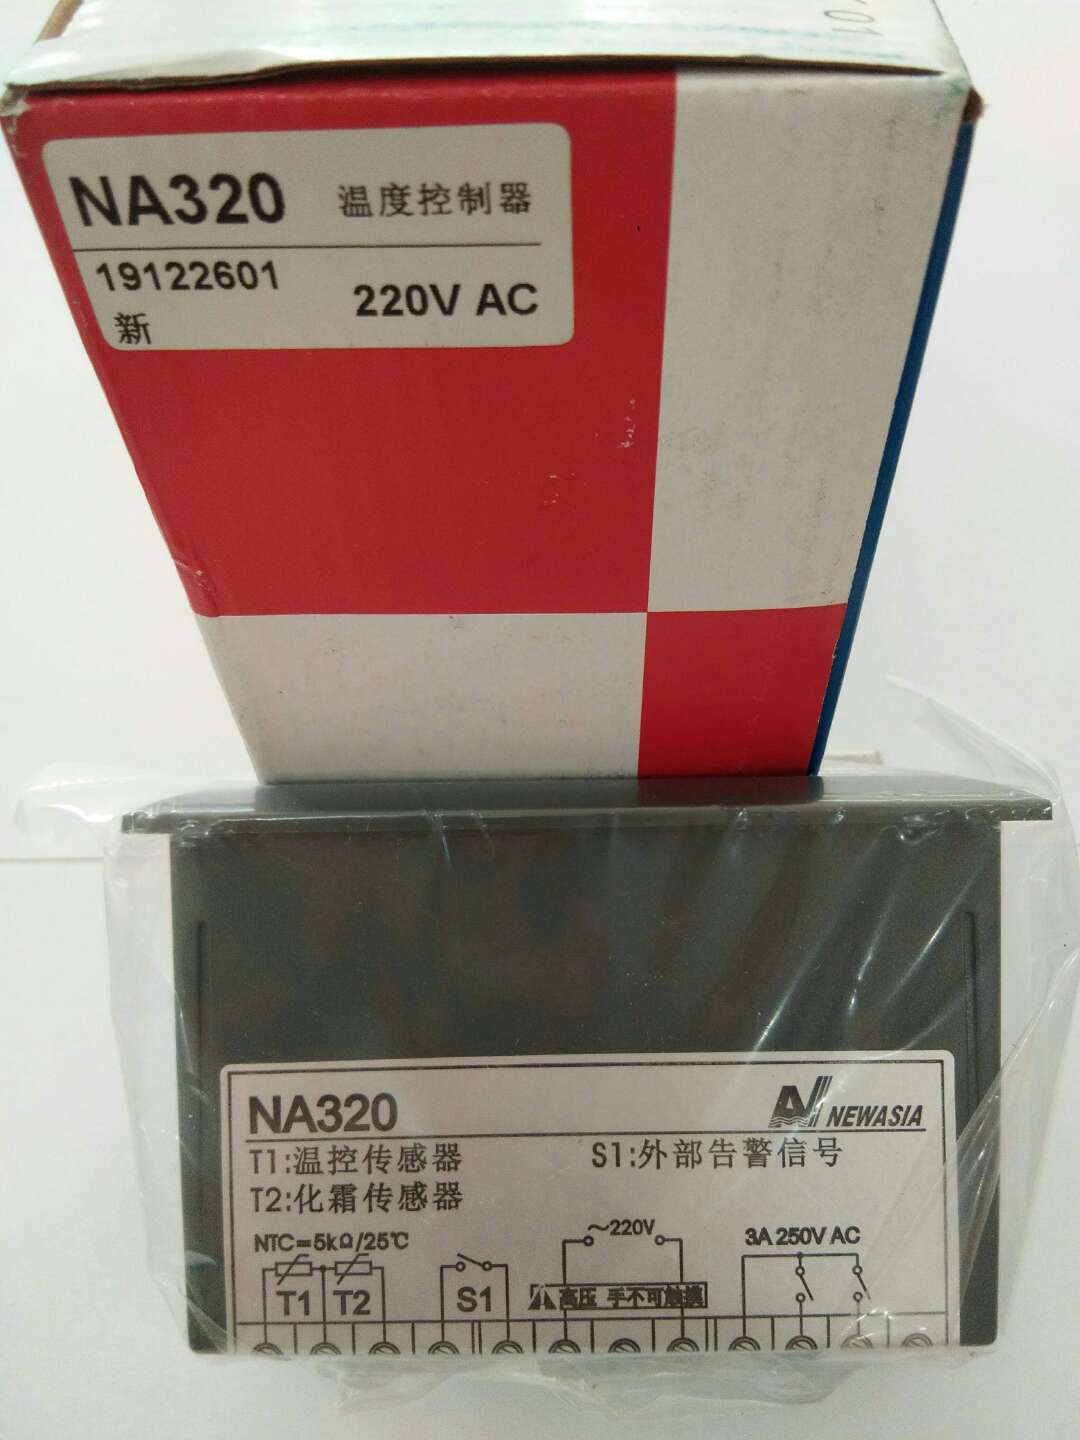 NA320 温度控制器
19122601
新
220V AC
NA320
NEWASIA
T1:温控传感器
S1:外部告警信号
T2:化霜传感器
NTC=5kΩ/25℃
~220V
3A 250V AC
T1 T2
S1
高压 手不可触摸